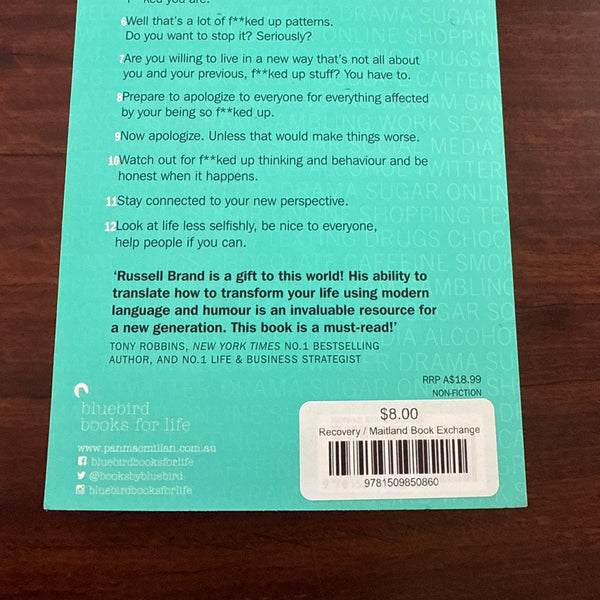 f**ked you are.
6 Well that's a lot of f**ked up patterns.
Do you want to stop it? Seriously?
7 Are you willing to live in a new way that's not all about
you and your previous, f**ked up stuff? You have to.
8 Prepare to apologize to everyone for everything affected
by your being so f**ked up.
9 Now apologize. Unless that would make things worse.
10 Watch out for f**ked up thinking and behaviour and be
honest when it happens.
11 Stay connected to your new perspective.
12 Look at life less selfishly, be nice to everyone,
help people if you can.
'Russell Brand is a gift to this world! His ability to
translate how to transform your life using modern
language and humour is an invaluable resource for
a new generation. This book is a must-read!'
TONY ROBBINS, NEW YORK TIMES NO.1 BESTSELLING
AUTHOR, AND NO.1 LIFE & BUSINESS STRATEGIST
bluebird
books for life
www.panmacmillan.com.au
bluebirdbooksforlife
@booksbybluebird
bluebirdbooksforlife
RRP A$18.99
NON-FICTION
$8.00
Recovery / Maitland Book Exchange
9781509850860